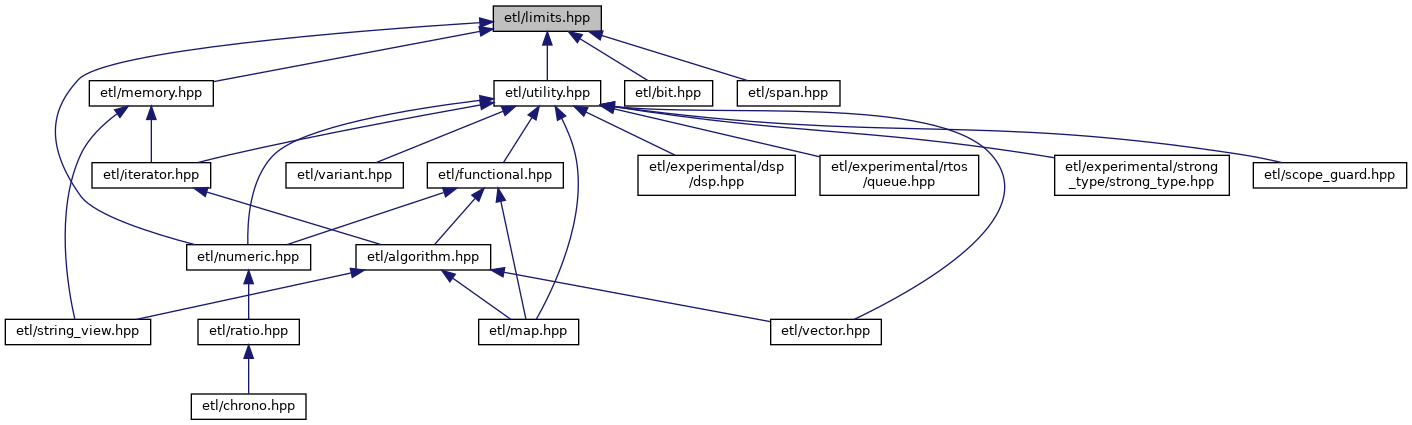 etl/limits.hpp
etl/memory.hpp
etl/utility.hpp
etl/bit.hpp
etl/span.hpp
etl/iterator.hpp
etl/variant.hpp
etl/functional.hpp
etl/experimental/dsp
/dsp.hpp
etl/experimental/rtos
/queue.hpp
etl/experimental/strong
_type/strong_type.hpp
etl/scope_guard.hpp
etl/numeric.hpp
etl/algorithm.hpp
etl/string_view.hpp
etl/ratio.hpp
etl/map.hpp
etl/vector.hpp
etl/chrono.hpp